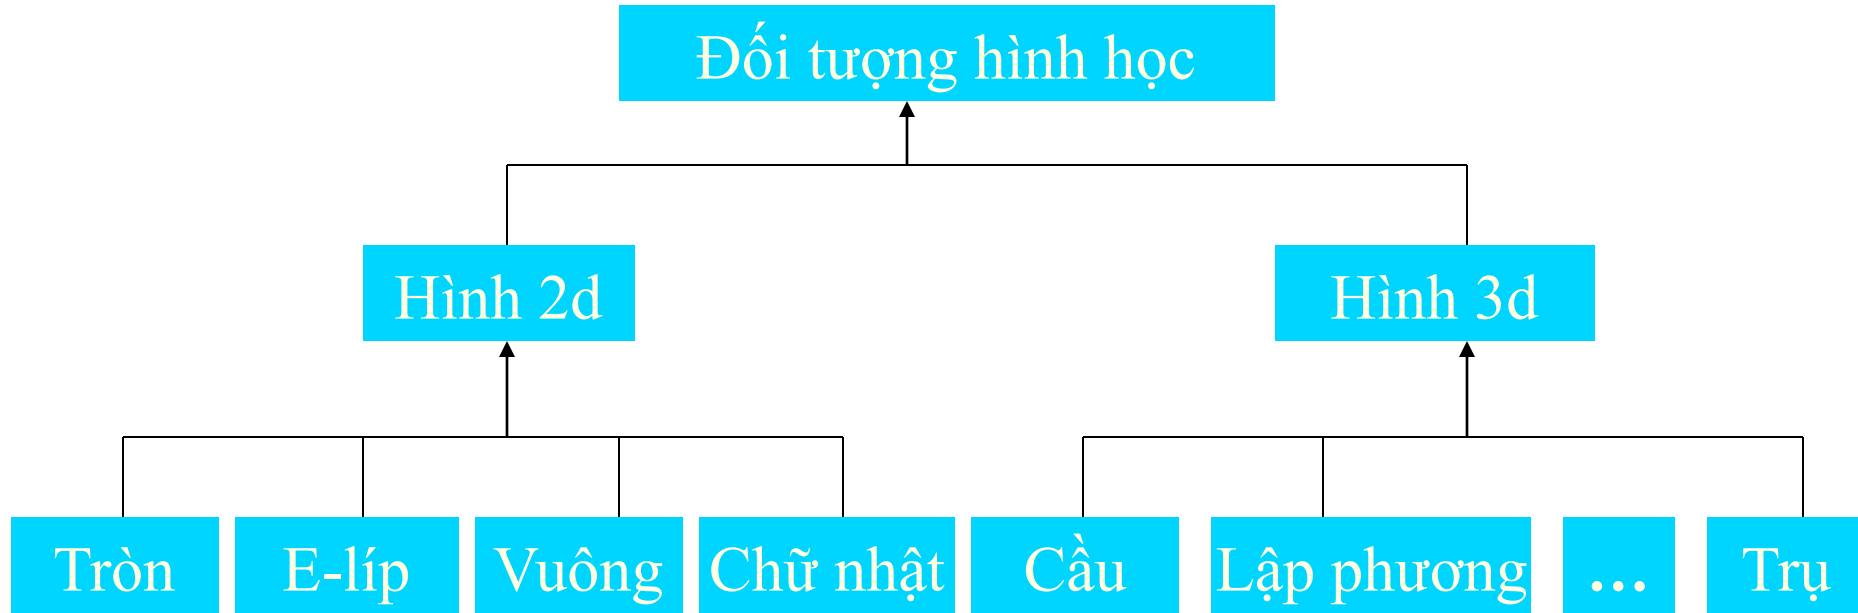 Đối tượng hình học
Hình 2d
Hình 3d
Tròn
E-líp
Vuông
Chữ nhật
Cầu
Lập phương
...
Trụ